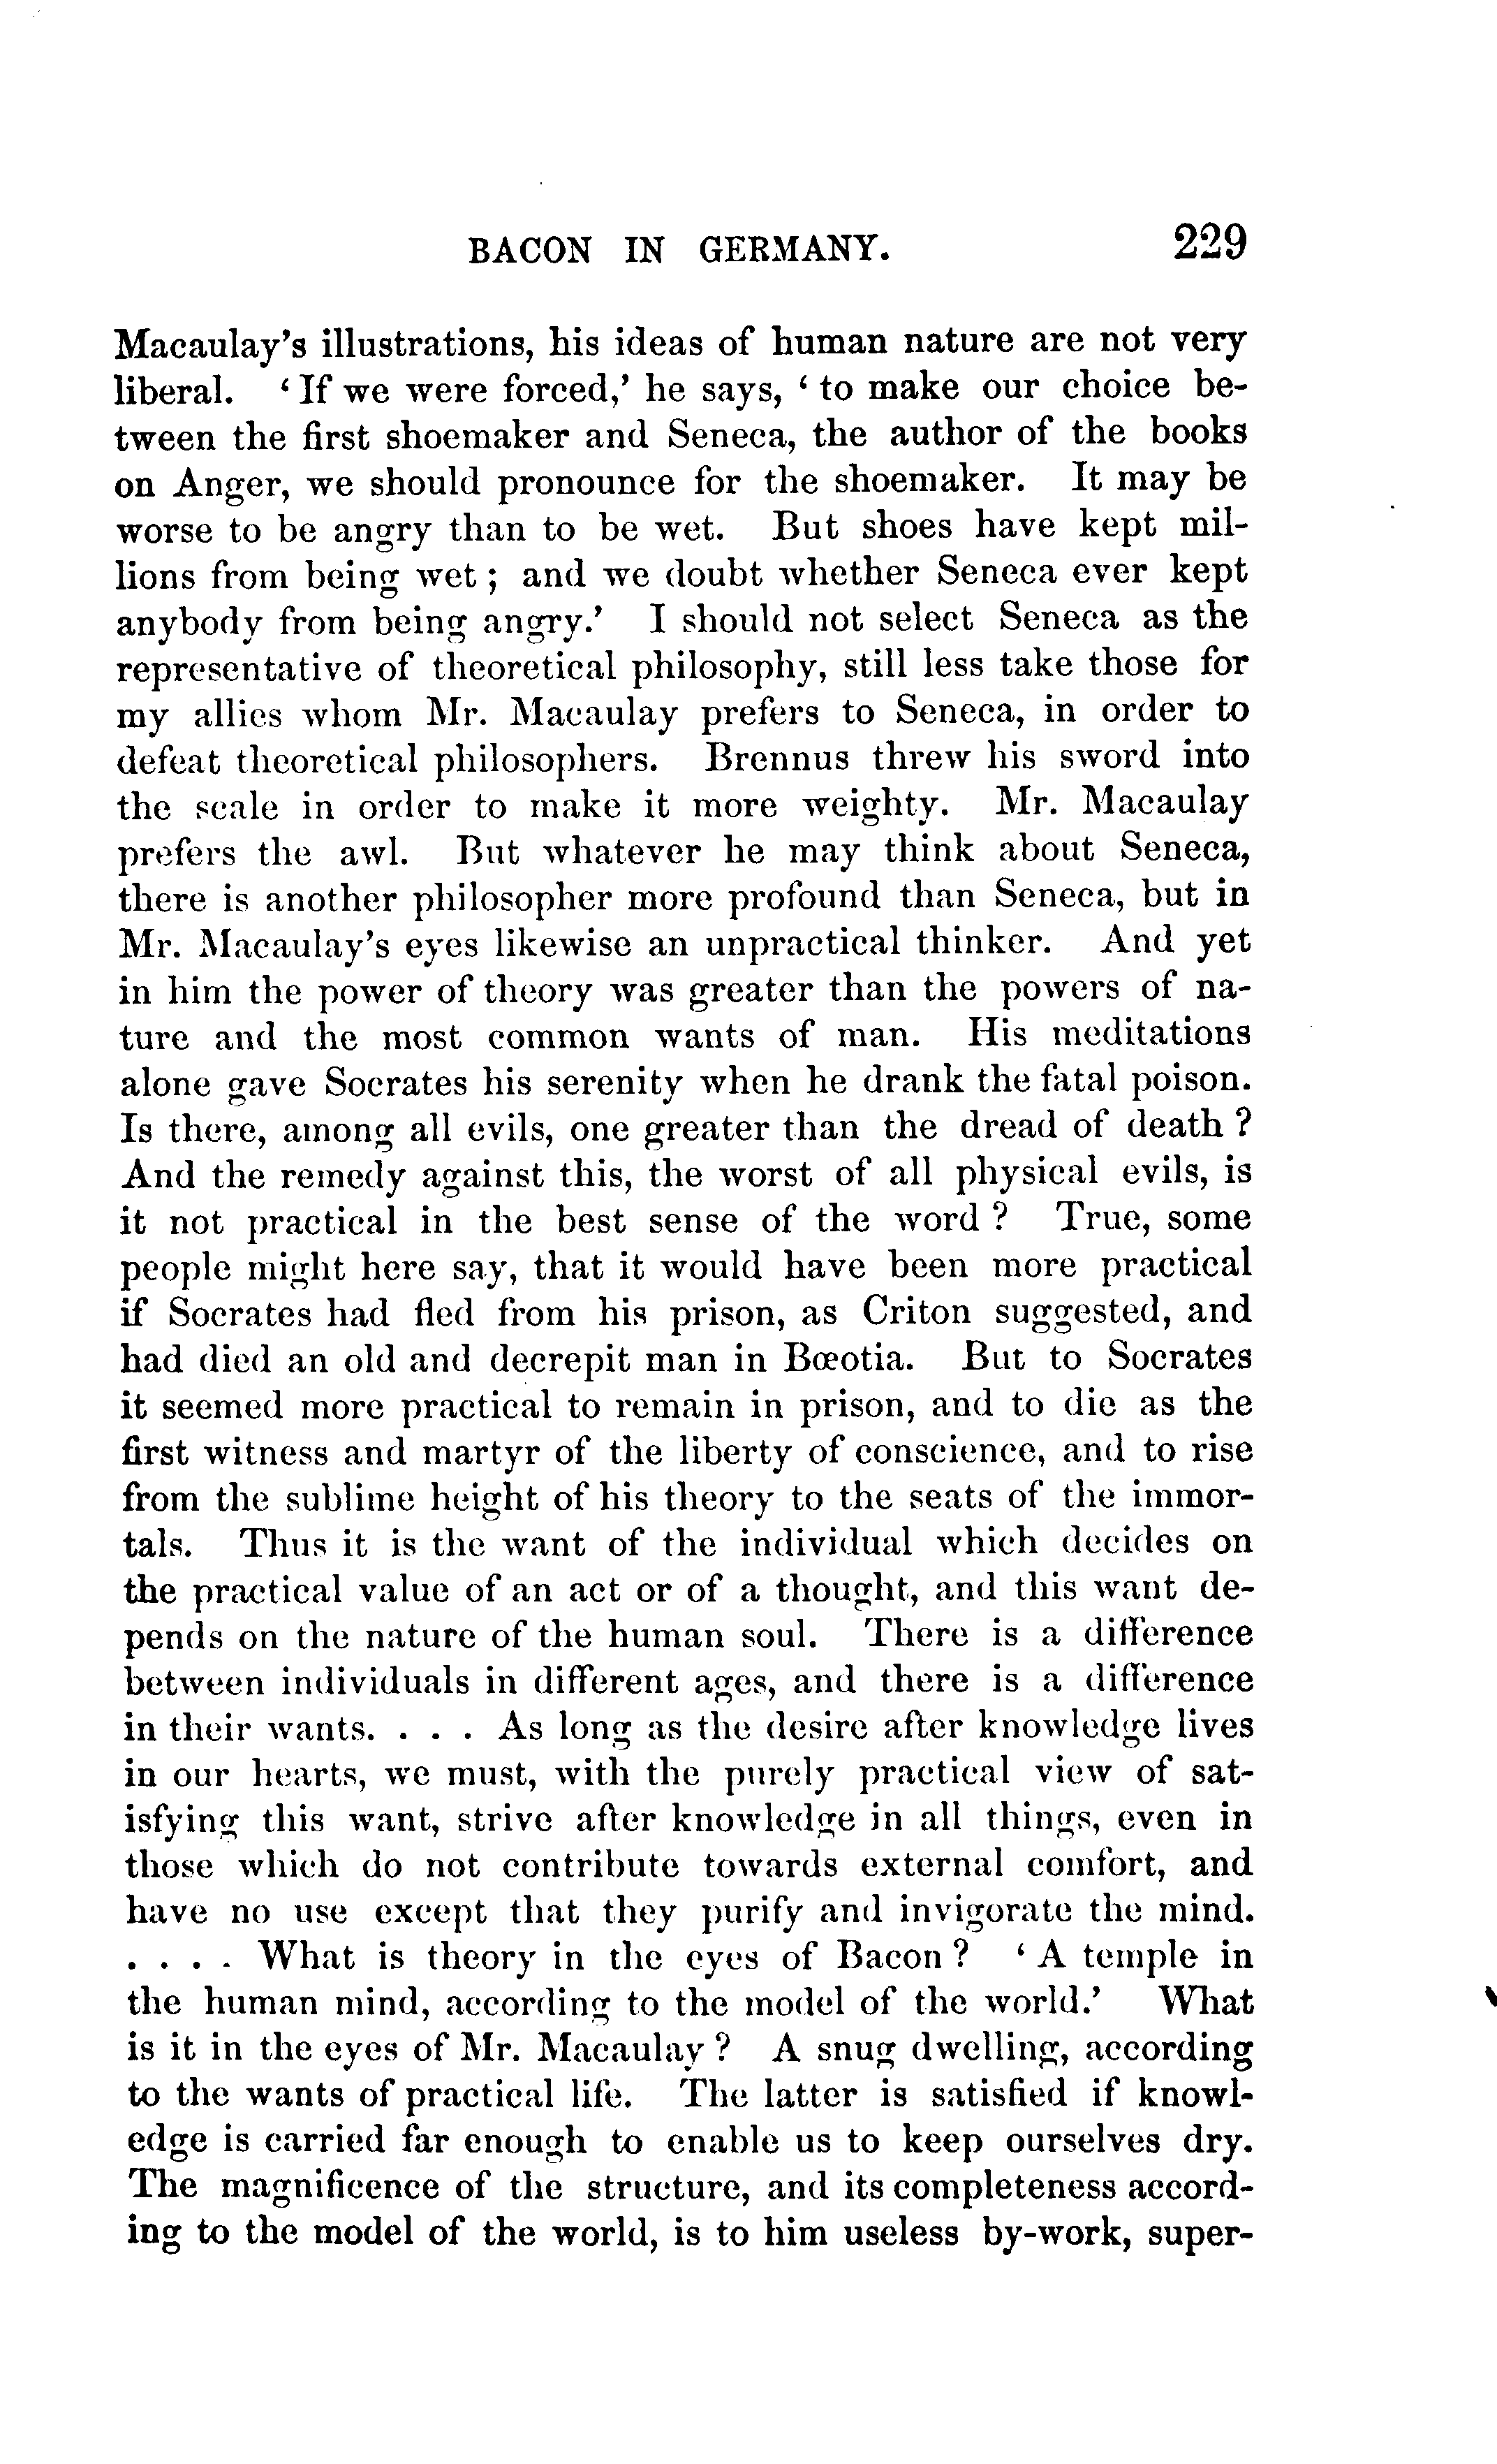 BACON IN GERMANY. 229
Macaulay's illustrations, his ideas of human nature are not very
liberal. ‘If we were forced,’ he says, ‘to make our choice be-
tween the first shoemaker and Seneca, the author of the books
on Anger, we should pronounce for the shoemaker. It may be
worse to be angry than to be wet. But shoes have kept mil-
lions from being wet; and we doubt whether Seneca ever kept
anybody from being angry.’ I should not select Seneca as the
representative of theoretical philosophy, still less take those for
my allies whom Mr. Macaulay prefers to Seneca, in order to
defeat theoretical philosophers. Brennus threw his sword into
the scale in order to make it more weighty. Mr. Macaulay
prefers the awl. But whatever he may think about Seneca,
there is another philosopher more profound than Seneca, but in
Mr. Macaulay's eyes likewise an unpractical thinker. And yet
in him the power of theory was greater than the powers of na-
ture and the most common wants of man. His meditations
alone gave Socrates his serenity when he drank the fatal poison.
Is there, among all evils, one greater than the dread of death?
And the remedy against this, the worst of all physical evils, is
it not practical in the best sense of the word? True, some
people might here say, that it would have been more practical
if Socrates had fled from his prison, as Criton suggested, and
had died an old and decrepit man in Bœotia. But to Socrates
it seemed more practical to remain in prison, and to die as the
first witness and martyr of the liberty of conscience, and to rise
from the sublime height of his theory to the seats of the immor-
tals. Thus it is the want of the individual which decides on
the practical value of an act or of a thought, and this want de-
pends on the nature of the human soul. There is a difference
between individuals in different ages, and there is a difference
in their wants. . . . As long as the desire after knowledge lives
in our hearts, we must, with the purely practical view of sat-
isfying this want, strive after knowledge in all things, even in
those which do not contribute towards external comfort, and
have no use except that they purify and invigorate the mind.
. . . . What is theory in the eyes of Bacon? ‘A temple in
the human mind, according to the model of the world.’ What
is it in the eyes of Mr. Macaulay? A snug dwelling, according
to the wants of practical life. The latter is satisfied if knowl-
edge is carried far enough to enable us to keep ourselves dry.
The magnificence of the structure, and its completeness accord-
ing to the model of the world, is to him useless by-work, super-